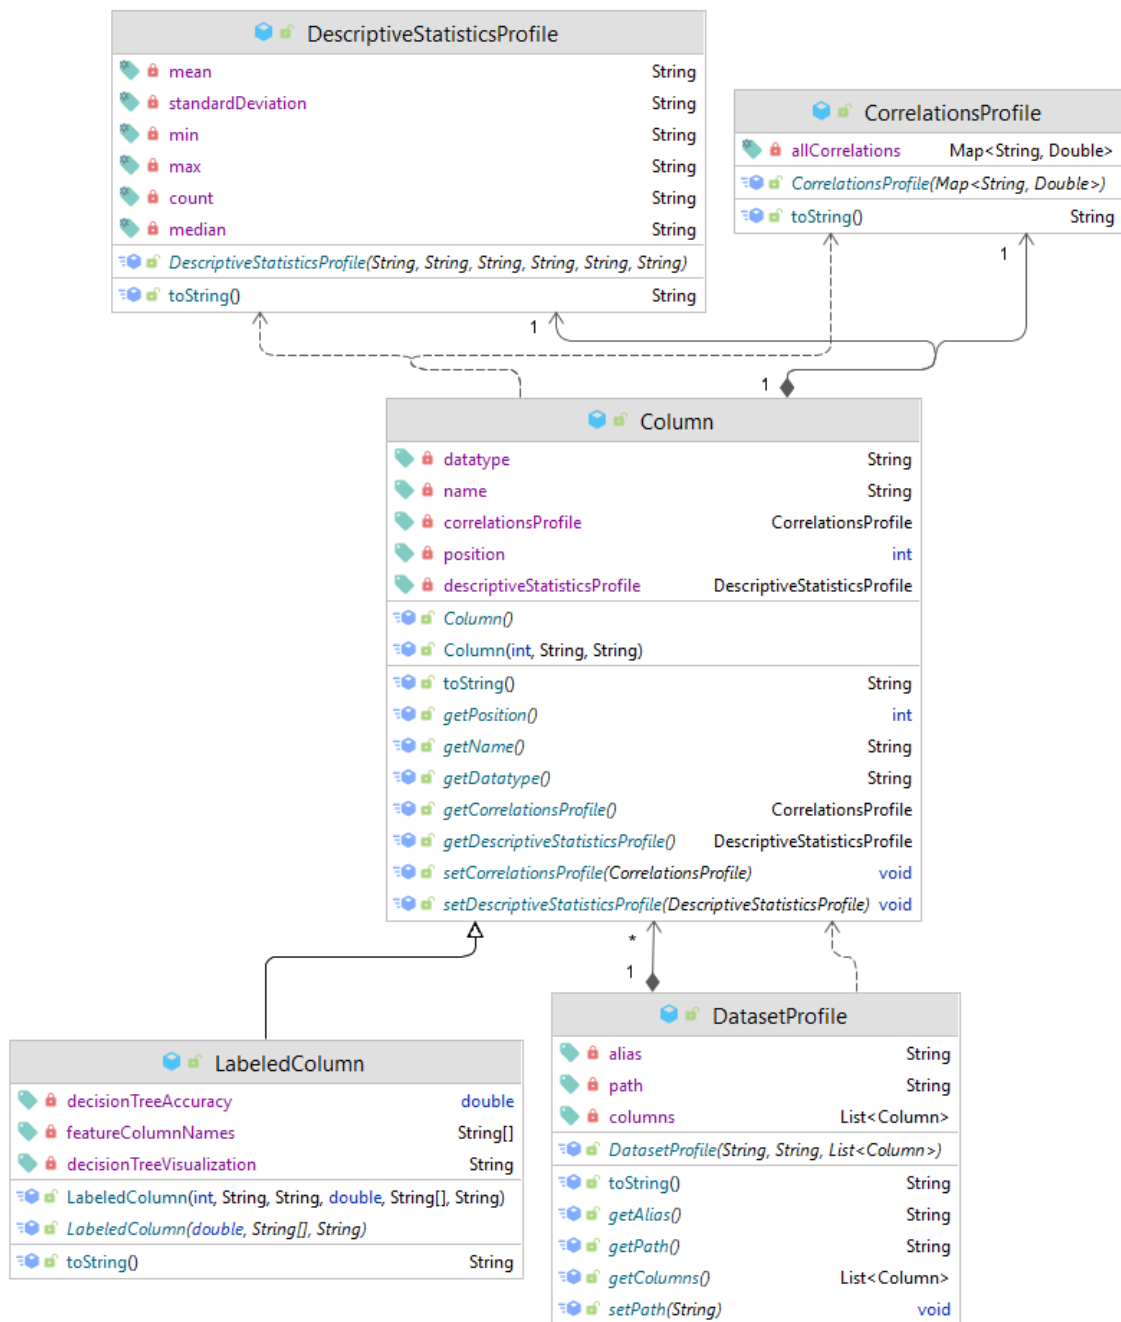 DescriptiveStatisticsProfile
mean String
standardDeviation String
min String
max String
count String
median String
DescriptiveStatisticsProfile(String, String, String, String, String, String)
toString() String
CorrelationsProfile
allCorrelations Map<String, Double>
CorrelationsProfile(Map<String, Double>)
toString() String
1
1
1
Column
datatype String
name String
correlationsProfile CorrelationsProfile
position int
descriptiveStatisticsProfile DescriptiveStatisticsProfile
Column()
Column(int, String, String)
toString() String
getPosition() int
getName() String
getDatatype() String
getCorrelationsProfile() CorrelationsProfile
getDescriptiveStatisticsProfile() DescriptiveStatisticsProfile
setCorrelationsProfile(CorrelationsProfile) void
setDescriptiveStatisticsProfile(DescriptiveStatisticsProfile) void
*
1
LabeledColumn
decisionTreeAccuracy double
featureColumnNames String[]
decisionTreeVisualization String
LabeledColumn(int, String, String, double, String[], String)
LabeledColumn(double, String[], String)
toString() String
DatasetProfile
alias String
path String
columns List<Column>
DatasetProfile(String, String, List<Column>)
toString() String
getAlias() String
getPath() String
getColumns() List<Column>
setPath(String) void